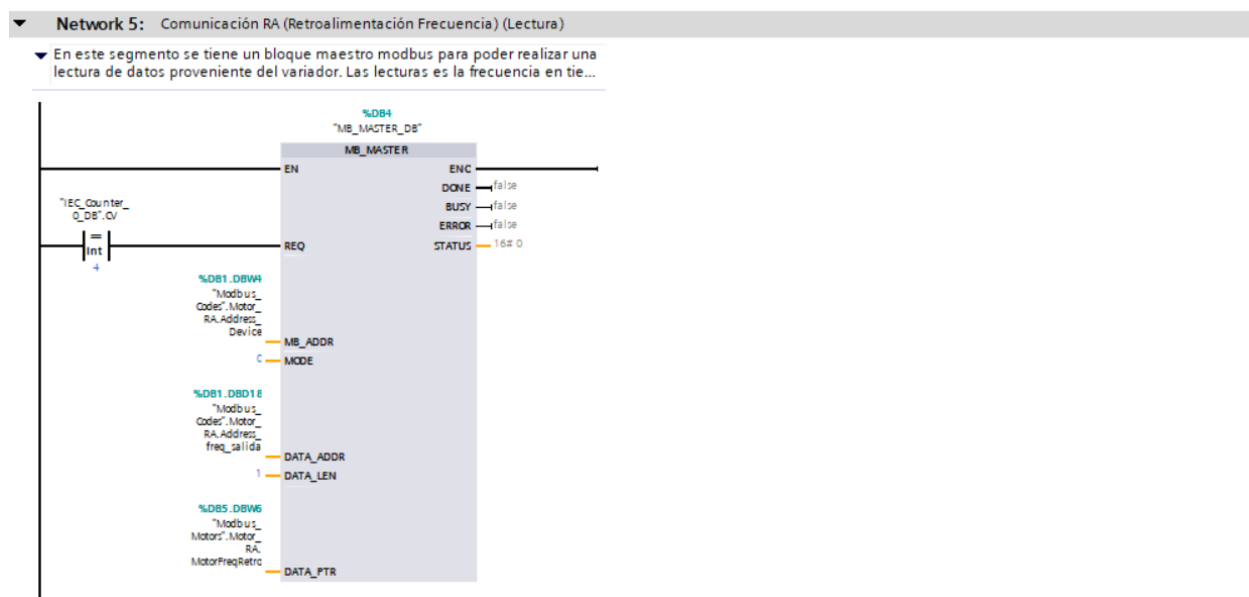 Network 5: Comunicación RA (Retroalimentación Frecuencia) (Lectura)
En este segmento se tiene un bloque maestro modbus para poder realizar una
lectura de datos proveniente del variador. Las lecturas es la frecuencia en tie...
%DB4
"MB_MASTER_DB"
MB_MASTER
EN
ENC
DONE
false
BUSY
false
"IEC_Counter_
0_DB".CV
ERROR
false
==
Int
REQ
STATUS
16#0
4
%DB1.DBW4
"Modbus_
Codes".Motor_
RA.Address_
Device
MB_ADDR
0
MODE
%DB1.DBD18
"Modbus_
Codes".Motor_
RA.Address_
freq_salida
DATA_ADDR
1
DATA_LEN
%DB5.DBW6
"Modbus_
Motors".Motor_
RA.
MotorFreqRetro
DATA_PTR